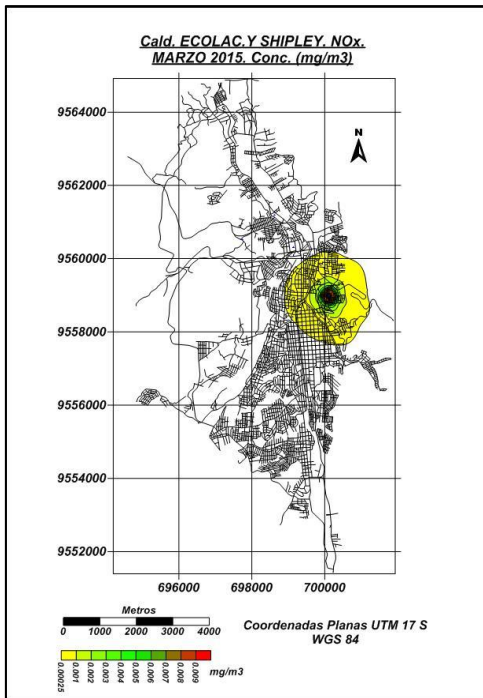 Cald. ECOLAC.Y SHIPLEY. NOx.
MARZO 2015. Conc. (mg/m3)
N
9564000
9562000
9560000
9558000
9556000
9554000
9552000
696000 698000 700000
Metros
0 1000 2000 3000 4000
Coordenadas Planas UTM 17 S
WGS 84
0.00025 0.001 0.002 0.003 0.004 0.005 0.006 0.007 0.008 0.009 mg/m3